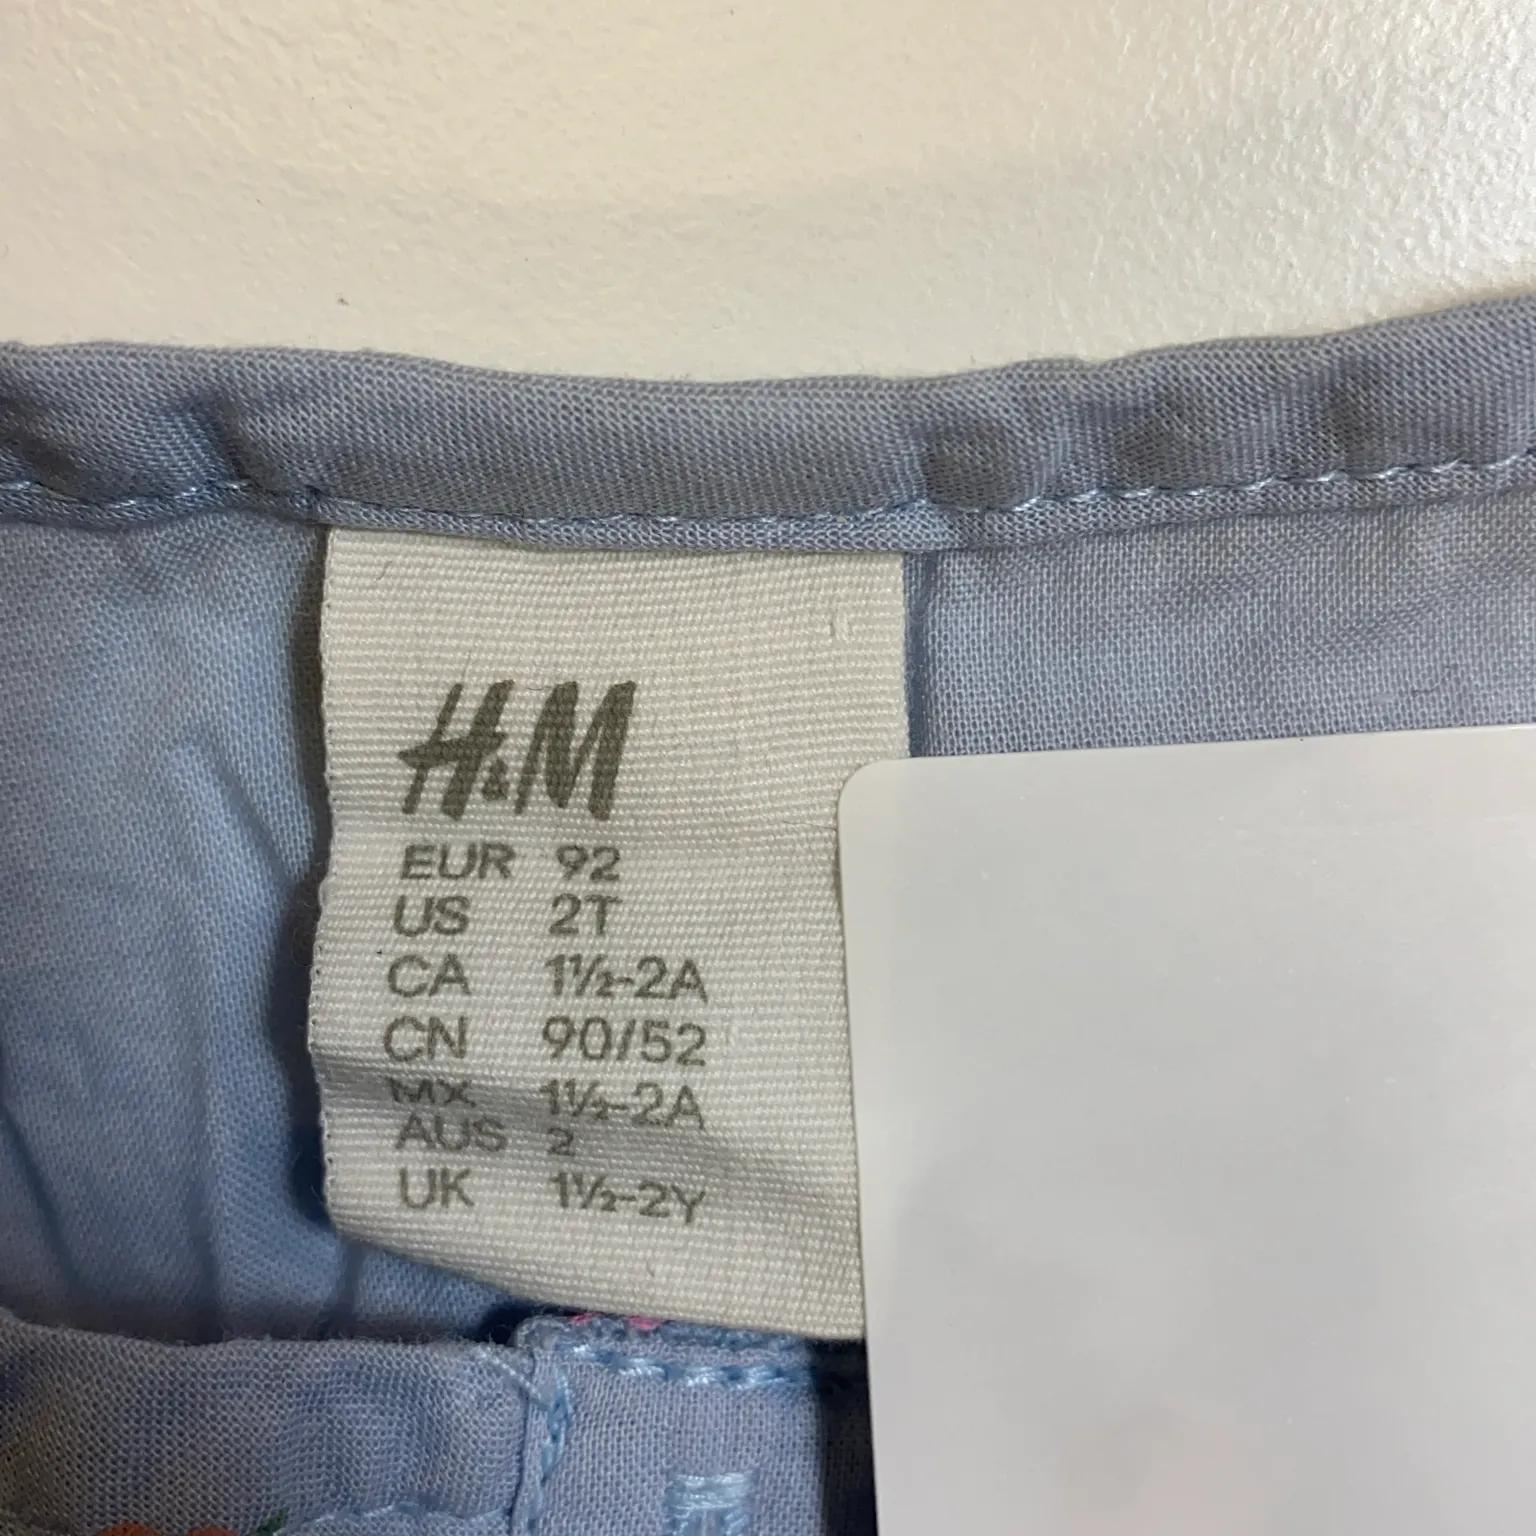 H&M
EUR 92
US 2T
CA 1½-2A
CN 90/52
MX 1½-2A
AUS 2
UK 1½-2Y